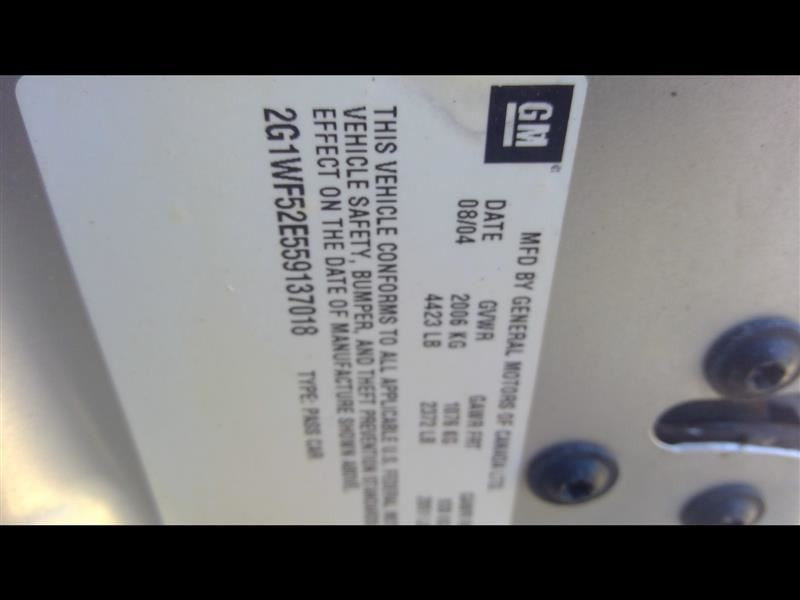 GM
MFD BY GENERAL MOTORS OF CANADA LTD.
DATE GVWR GAWR FRT
08/04 2006 KG 1076 KG
4423 LB 2372 LB
THIS VEHICLE CONFORMS TO ALL APPLICABLE U.S. FEDERAL
VEHICLE SAFETY, BUMPER, AND THEFT PREVENTION
EFFECT ON THE DATE OF MANUFACTURE SHOWN ABOVE.
2G1WF52E559137018 TYPE: PASS CAR